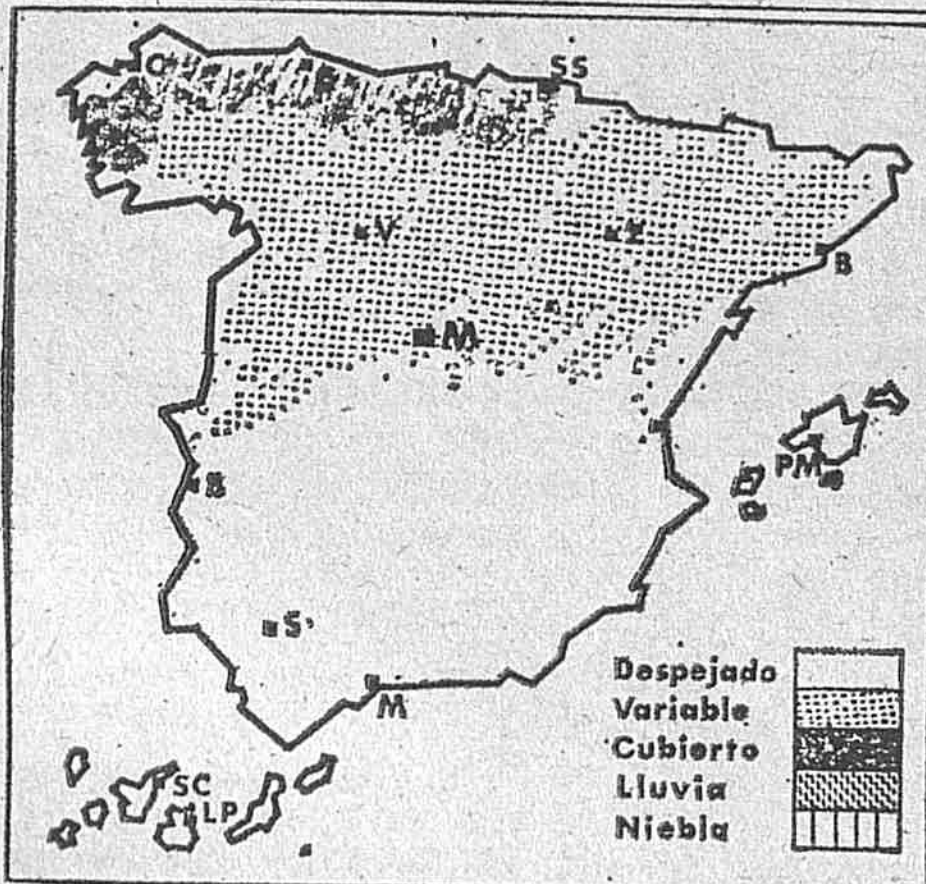 C
SS
V
Z
B
M
PM
B
S
M
SC
LP
Despejado
Variable
Cubierto
Lluvia
Niebla